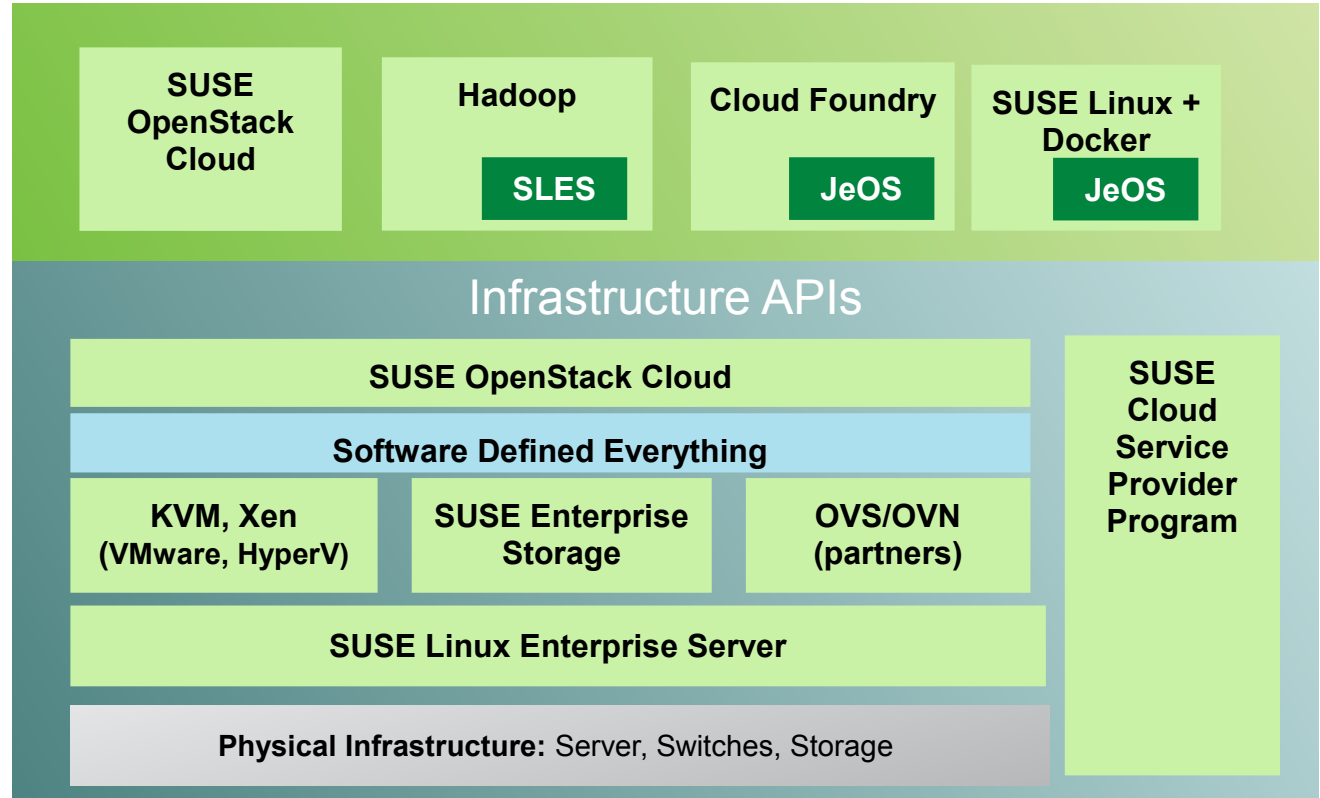 SUSE
OpenStack
Cloud
Hadoop
SLES
Cloud Foundry
JeOS
SUSE Linux +
Docker
JeOS
Infrastructure APIs
SUSE OpenStack Cloud
Software Defined Everything
KVM, Xen
(VMware, HyperV)
SUSE Enterprise
Storage
OVS/OVN
(partners)
SUSE Linux Enterprise Server
Physical Infrastructure: Server, Switches, Storage
SUSE
Cloud
Service
Provider
Program